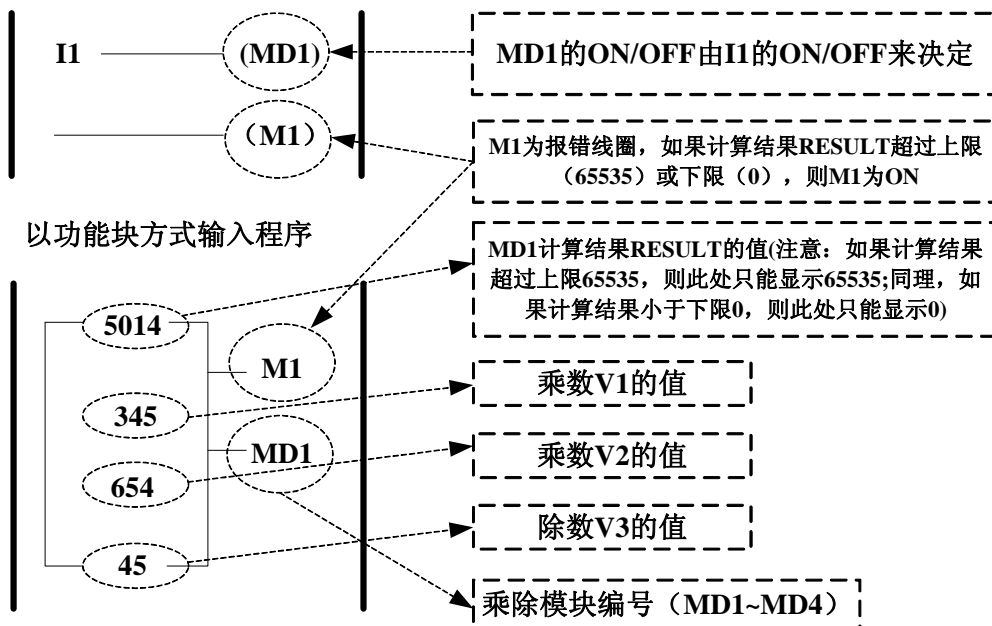 I1
(MD1)
（M1）
MD1的ON/OFF由I1的ON/OFF来决定
M1为报错线圈，如果计算结果RESULT超过上限
（65535）或下限（0），则M1为ON
以功能块方式输入程序
MD1计算结果RESULT的值(注意：如果计算结果
超过上限65535，则此处只能显示65535;同理，如
果计算结果小于下限0，则此处只能显示0)
5014
M1
345
MD1
654
45
乘数V1的值
乘数V2的值
除数V3的值
乘除模块编号（MD1~MD4）